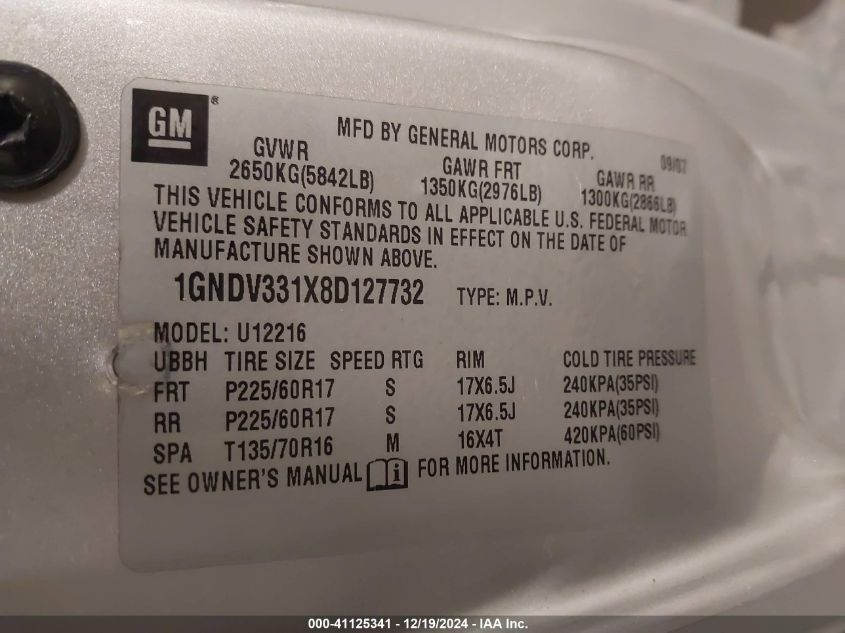 GM®
MFD BY GENERAL MOTORS CORP. 09/07
GVWR GAWR FRT GAWR RR
2650KG(5842LB) 1350KG(2976LB) 1300KG(2866LB)
THIS VEHICLE CONFORMS TO ALL APPLICABLE U.S. FEDERAL MOTOR
VEHICLE SAFETY STANDARDS IN EFFECT ON THE DATE OF
MANUFACTURE SHOWN ABOVE.
1GNDV331X8D127732 TYPE: M.P.V.
MODEL: U12216
UBBH TIRE SIZE SPEED RTG RIM COLD TIRE PRESSURE
FRT P225/60R17 S 17X6.5J 240KPA(35PSI)
RR P225/60R17 S 17X6.5J 240KPA(35PSI)
SPA T135/70R16 M 16X4T 420KPA(60PSI)
SEE OWNER'S MANUAL i FOR MORE INFORMATION.
000-41125341 - 12/19/2024 - IAA Inc.